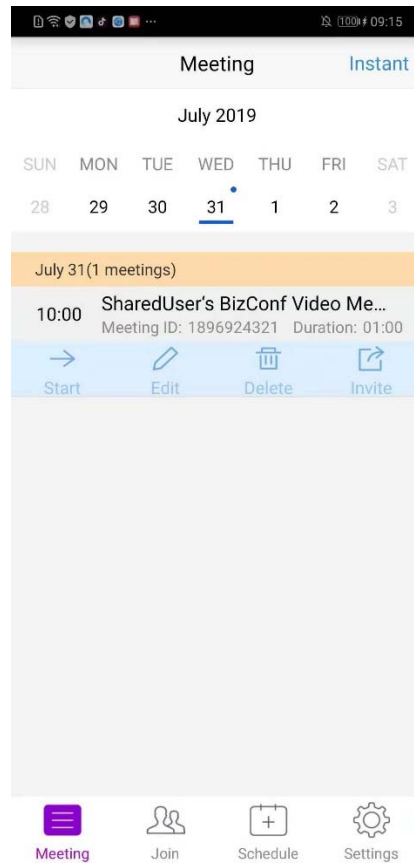 100 09:15
Meeting Instant
July 2019
SUN MON TUE WED THU FRI SAT
28 29 30 31 1 2 3
July 31(1 meetings)
10:00 SharedUser‘s BizConf Video Me...
Meeting ID: 1896924321 Duration: 01:00
Start Edit Delete Invite
Meeting Join Schedule Settings